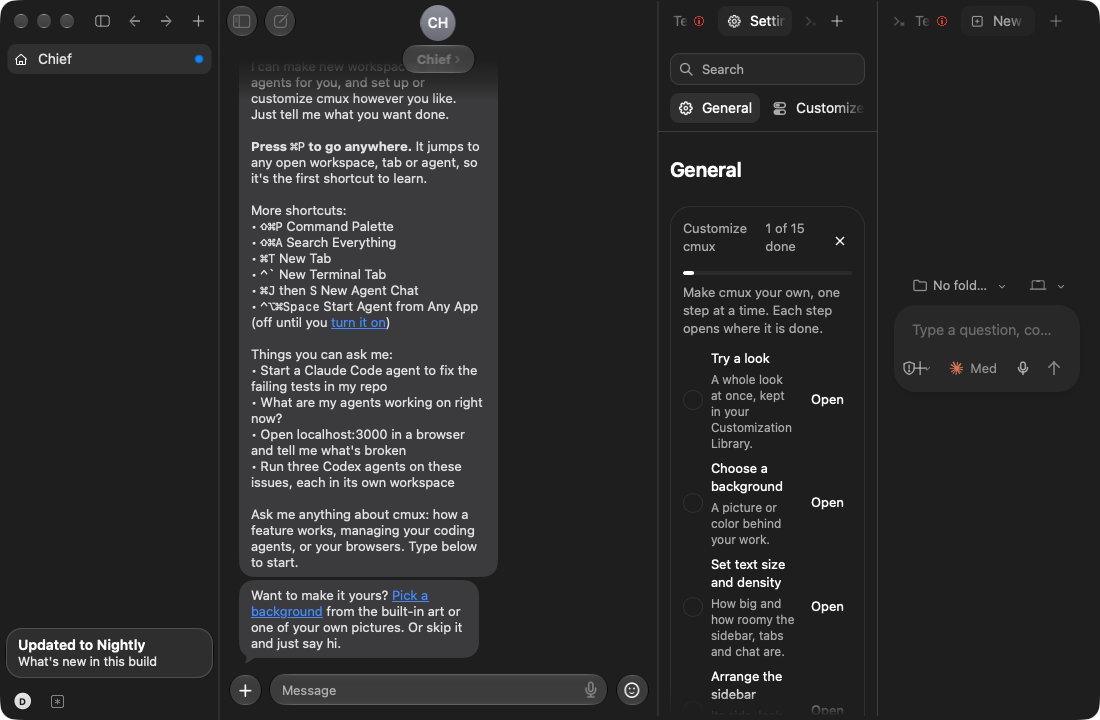 CH
Te
Settin
Te
New
Chief
Chief ›
I can make new workspac
agents for you, and set up or
customize cmux however you like.
Just tell me what you want done.
Press ⌘P to go anywhere. It jumps to
any open workspace, tab or agent, so
it's the first shortcut to learn.
More shortcuts:
• ⇧⌘P Command Palette
• ⇧⌘A Search Everything
• ⌘T New Tab
• ^` New Terminal Tab
• ⌘J then S New Agent Chat
• ^⌥⌘Space Start Agent from Any App
(off until you turn it on)
Things you can ask me:
• Start a Claude Code agent to fix the
failing tests in my repo
• What are my agents working on right
now?
• Open localhost:3000 in a browser
and tell me what's broken
• Run three Codex agents on these
issues, each in its own workspace
Ask me anything about cmux: how a
feature works, managing your coding
agents, or your browsers. Type below
to start.
Want to make it yours? Pick a
background from the built-in art or
one of your own pictures. Or skip it
and just say hi.
Message
Updated to Nightly
What's new in this build
D
Search
General
Customize
General
Customize
cmux
1 of 15
done
Make cmux your own, one
step at a time. Each step
opens where it is done.
Try a look
A whole look
at once, kept
in your
Customization
Library.
Open
Choose a
background
A picture or
color behind
your work.
Open
Set text size
and density
How big and
how roomy the
sidebar, tabs
and chat are.
Open
Arrange the
sidebar
Open
No fold...
Type a question, co...
Med